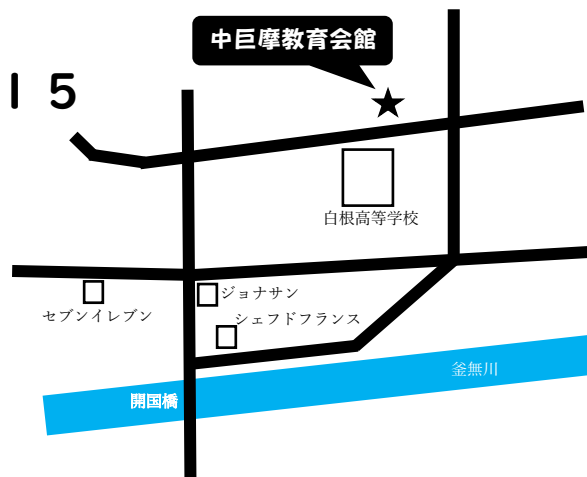 中巨摩教育会館
１５
白根高等学校
ジョナサン
セブンイレブン
シェフドフランス
釜無川
開国橋